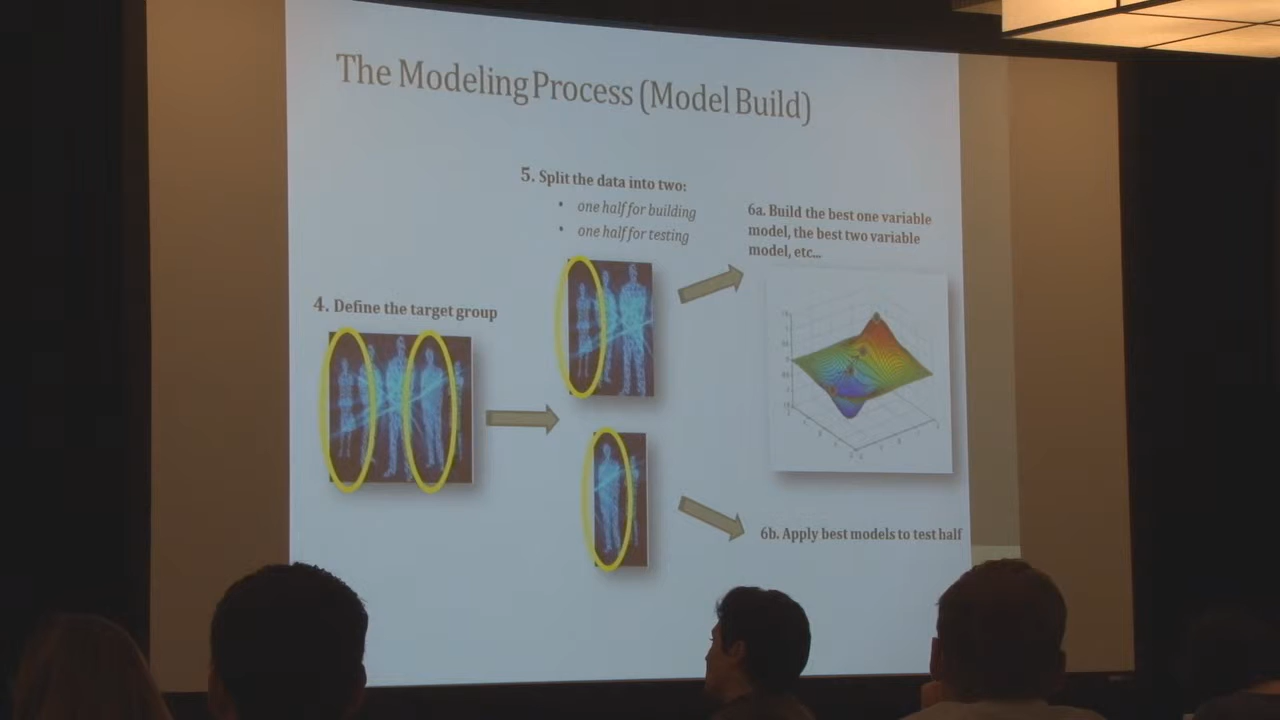 The Modeling Process (Model Build)
5. Split the data into two:
• one half for building
• one half for testing
6a. Build the best one variable
model, the best two variable
model, etc...
4. Define the target group
6b. Apply best models to test half